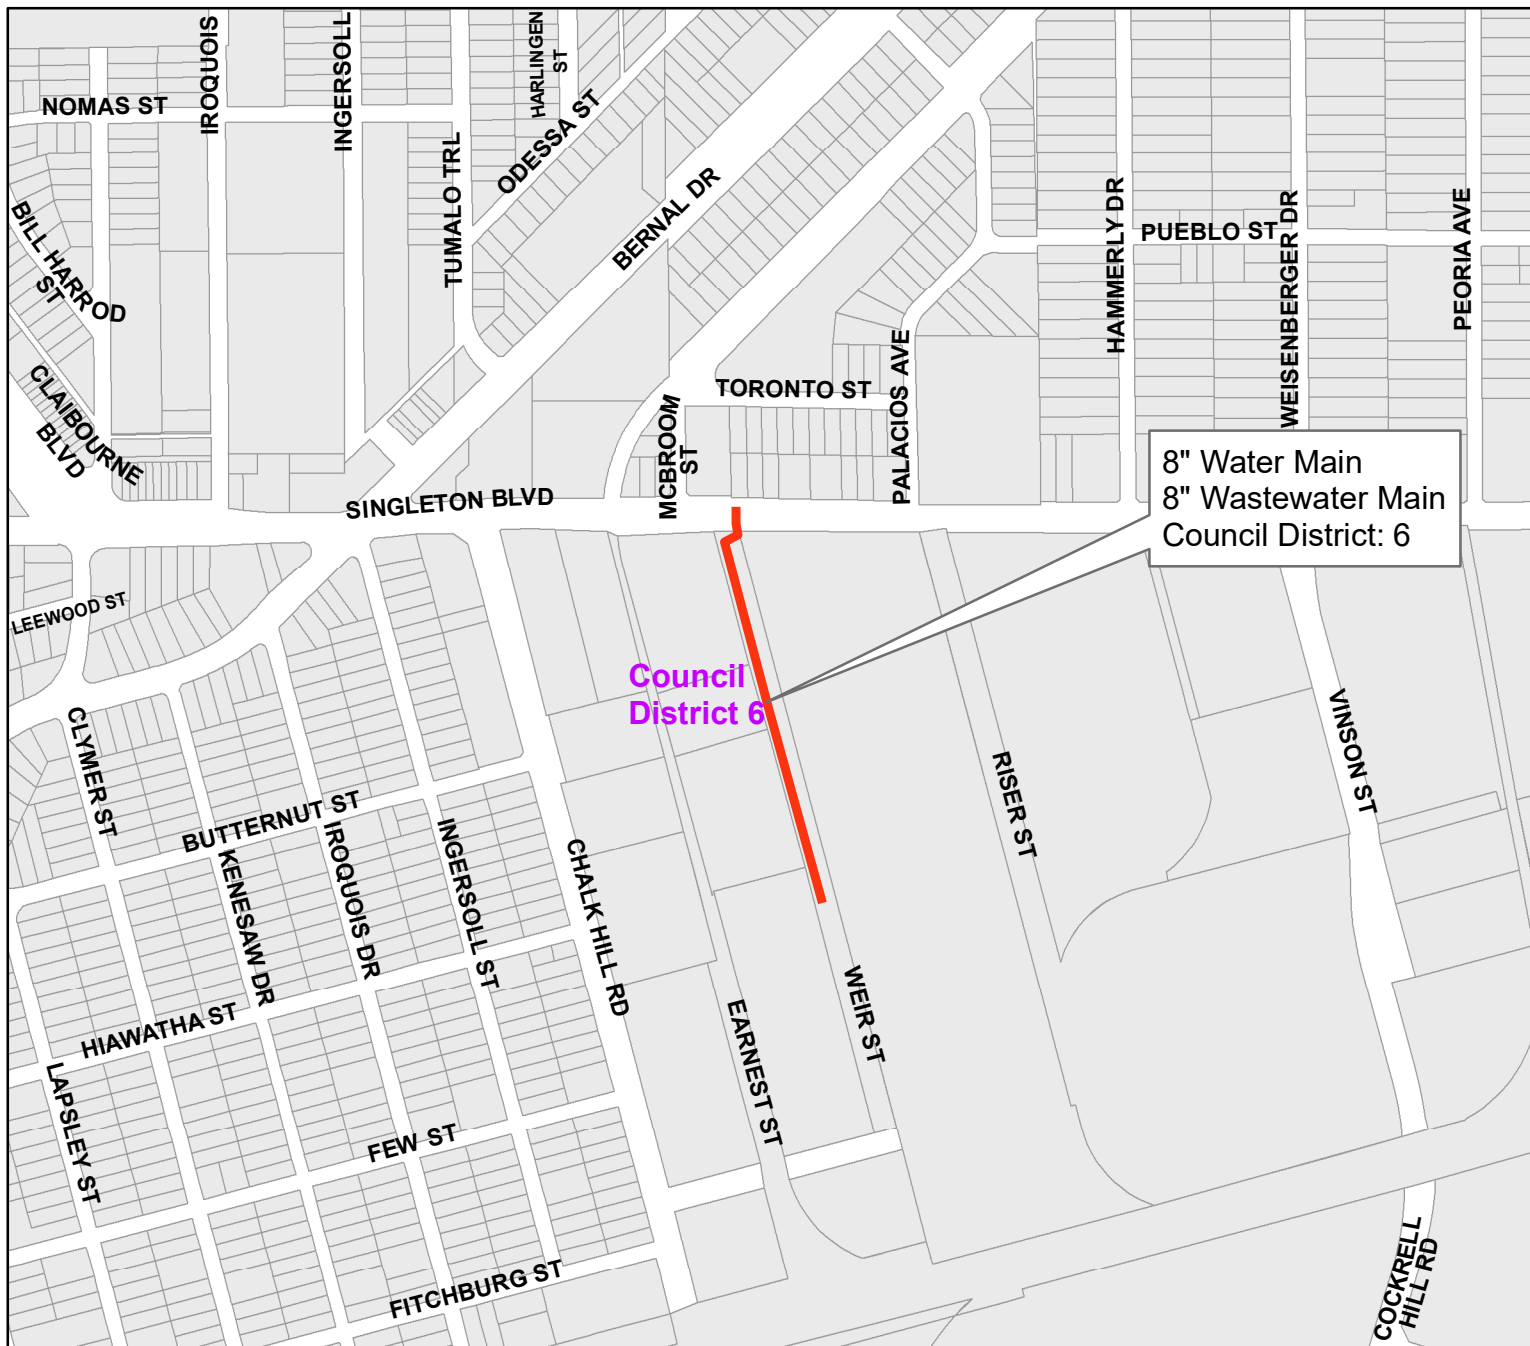 NOMAS ST
IROQUOIS
INGERSOLL
HARLINGEN
ST
ODESSA ST
TUMALO TRL
BERNAL DR
BILL HARROD
ST
HAMMERLY DR
PUEBLO ST
WEISENBERGER DR
PEORIA AVE
CLAIBOURNE
BLVD
TORONTO ST
PALACIOS AVE
MCBROOM
ST
SINGLETON BLVD
8" Water Main
8" Wastewater Main
Council District: 6
LEEWOOD ST
Council
District 6
CLYMER ST
BUTTERNUT ST
KENESAW DR
IROQUOIS DR
INGERSOLL ST
CHALK HILL RD
RISER ST
VINSON ST
HIAWATHA ST
LAPSLEY ST
WEIR ST
EARNEST ST
FEW ST
FITCHBURG ST
COCKRELL
HILL RD